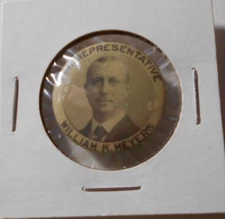 REPRESENTATIVE
WILLIAM K. MEYERS